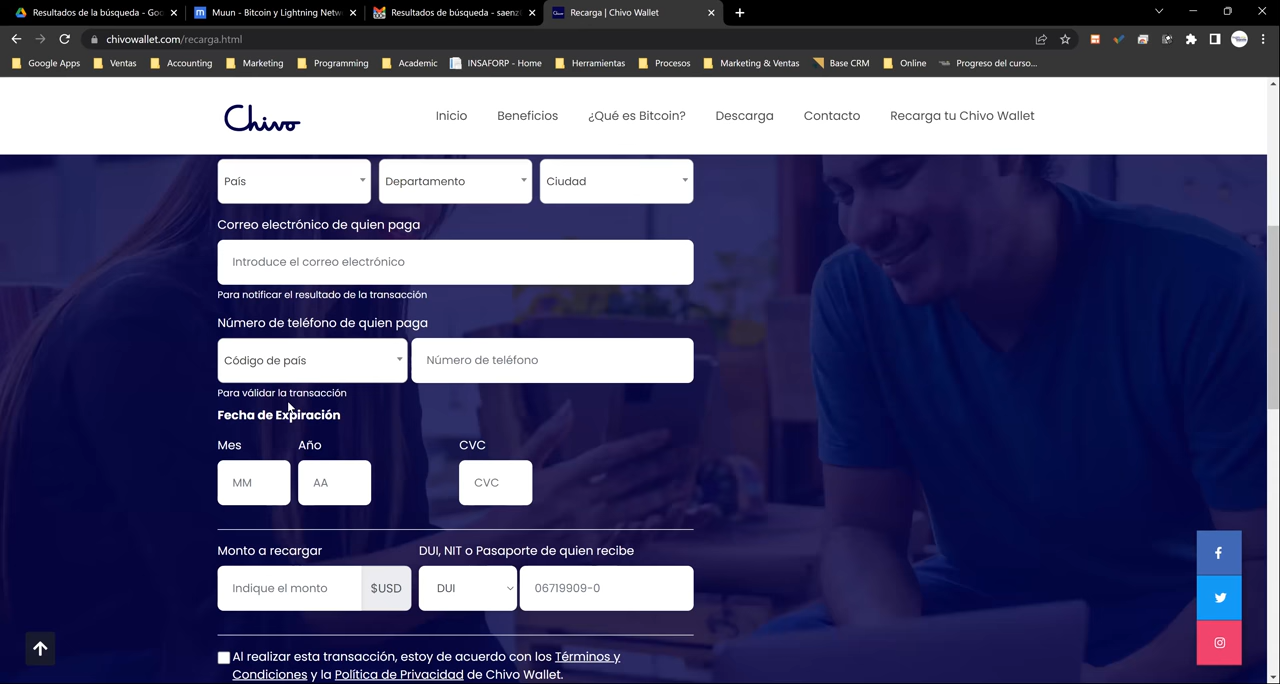 Resultados de la búsqueda - Goo
Muun - Bitcoin y Lightning Netw
Resultados de búsqueda - saenz
Recarga | Chivo Wallet
chivowallet.com/recarga.html
Google Apps
Ventas
Accounting
Marketing
Programming
Academic
INSAFORP - Home
Herramientas
Procesos
Marketing & Ventas
Base CRM
Online
Progreso del curso...
Chivo
Inicio
Beneficios
¿Qué es Bitcoin?
Descarga
Contacto
Recarga tu Chivo Wallet
País
Departamento
Ciudad
Correo electrónico de quien paga
Introduce el correo electrónico
Para notificar el resultado de la transacción
Número de teléfono de quien paga
Código de país
Número de teléfono
Para válidar la transacción
Fecha de Expiración
Mes
Año
CVC
MM
AA
CVC
Monto a recargar
DUI, NIT o Pasaporte de quien recibe
Indique el monto
$USD
DUI
06719909-0
Al realizar esta transacción, estoy de acuerdo con los Términos y
Condiciones y la Política de Privacidad de Chivo Wallet.